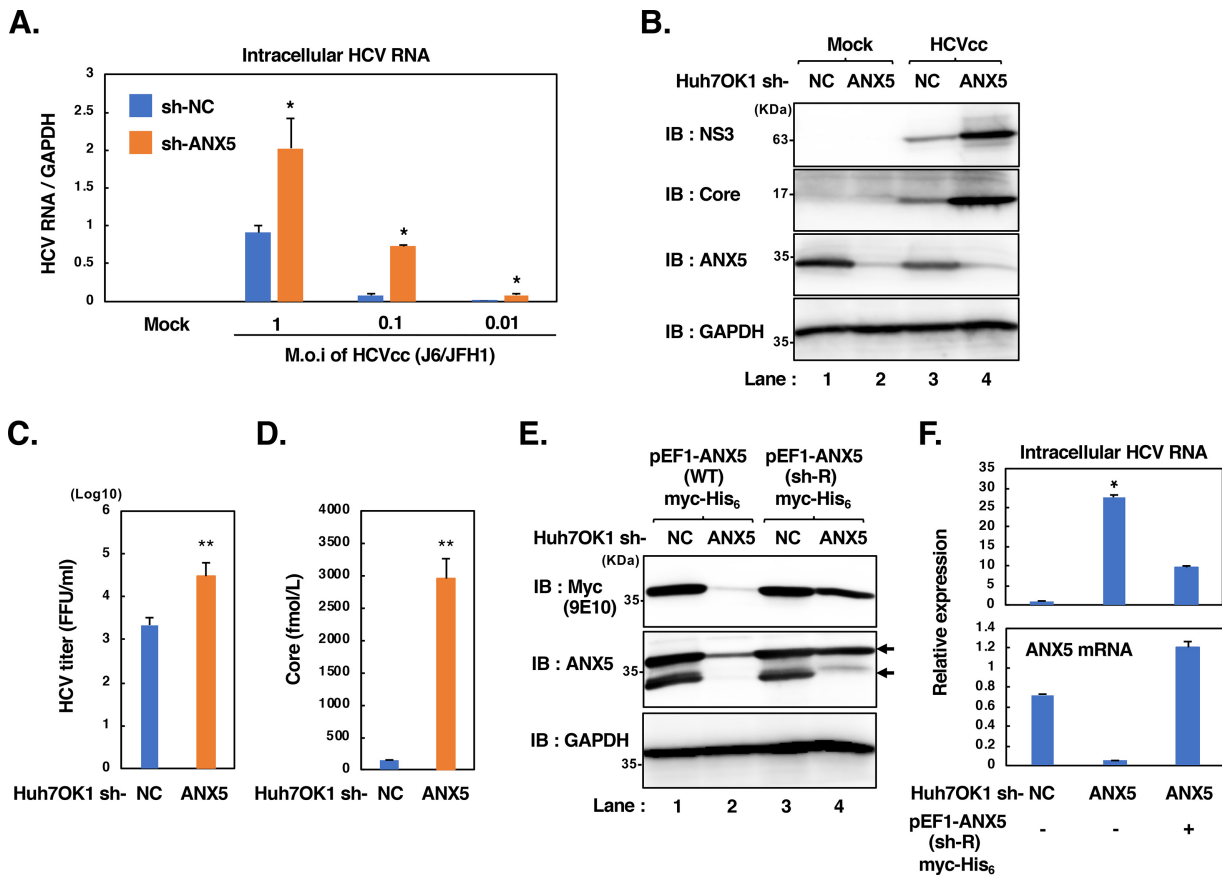 A.
Intracellular HCV RNA
HCV RNA / GAPDH
3
2.5
2
1.5
1
0.5
0
sh-NC
sh-ANX5
*
*
*
Mock
1
0.1
0.01
M.o.i of HCVcc (J6/JFH1)
B.
Mock
HCVcc
Huh7OK1 sh- NC ANX5 NC ANX5
(KDa)
IB : NS3
63
IB : Core
17
IB : ANX5
35
IB : GAPDH
35
Lane : 1 2 3 4
C.
(Log10)
HCV titer (FFU/ml)
6
5
4
3
2
1
0
**
Huh7OK1 sh- NC ANX5
D.
Core (fmol/L)
4000
3500
3000
2500
2000
1500
1000
500
0
**
Huh7OK1 sh- NC ANX5
E.
pEF1-ANX5
(WT)
myc-His6
pEF1-ANX5
(sh-R)
myc-His6
Huh7OK1 sh- NC ANX5 NC ANX5
(KDa)
IB : Myc
(9E10)
35
IB : ANX5
35
IB : GAPDH
35
Lane : 1 2 3 4
F.
Intracellular HCV RNA
Relative expression
35
30
25
20
15
10
5
0
*
ANX5 mRNA
1.4
1.2
1
0.8
0.6
0.4
0.2
0
Huh7OK1 sh- NC ANX5 ANX5
pEF1-ANX5
(sh-R)
myc-His6
- - +